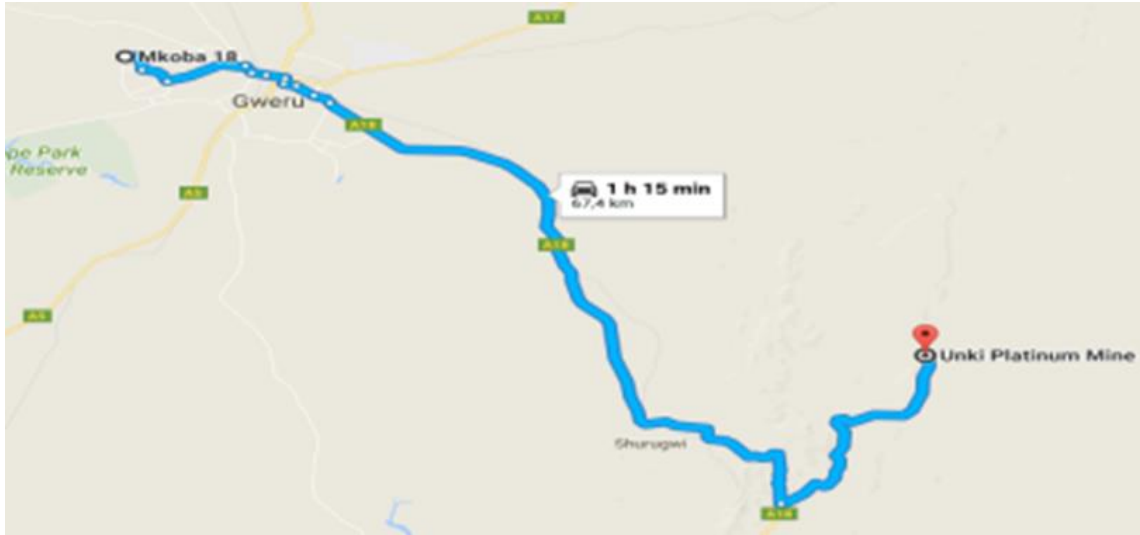 A17
Mkoba 18
Gweru
A18
pe Park
Reserve
A5
1 h 15 min
67,4 km
A18
A5
Unki Platinum Mine
Shurugwi
A18